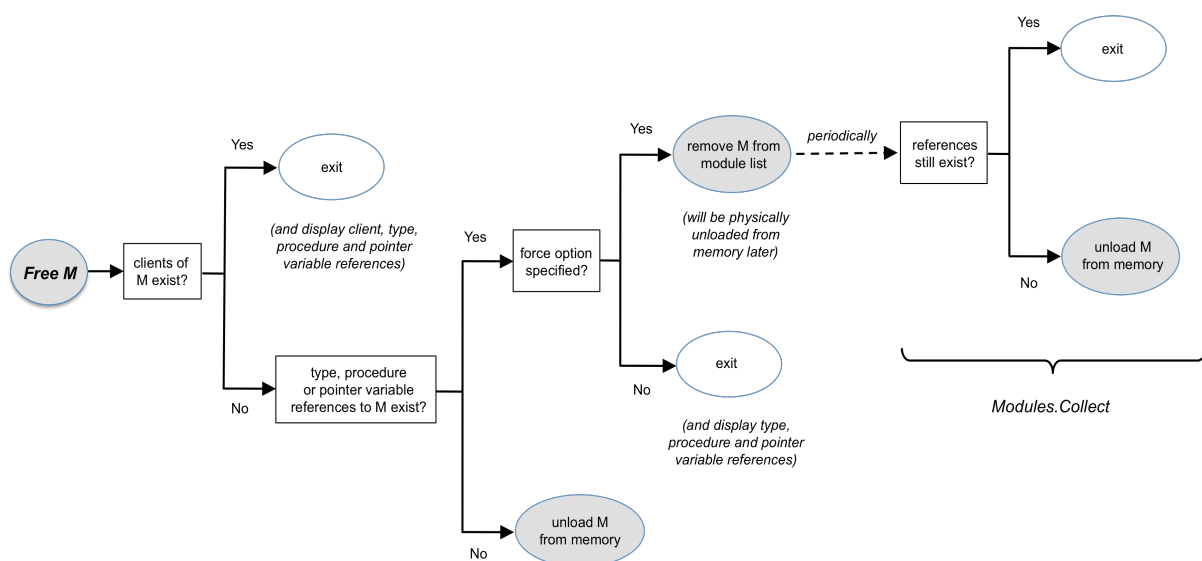 Free M
clients of
M exist?
Yes
exit
(and display client, type,
procedure and pointer
variable references)
No
type, procedure
or pointer variable
references to M exist?
Yes
force option
specified?
Yes
remove M from
module list
(will be physically
unloaded from
memory later)
No
exit
(and display type,
procedure and pointer
variable references)
No
unload M
from memory
periodically
references
still exist?
Yes
exit
No
unload M
from memory
Modules.Collect